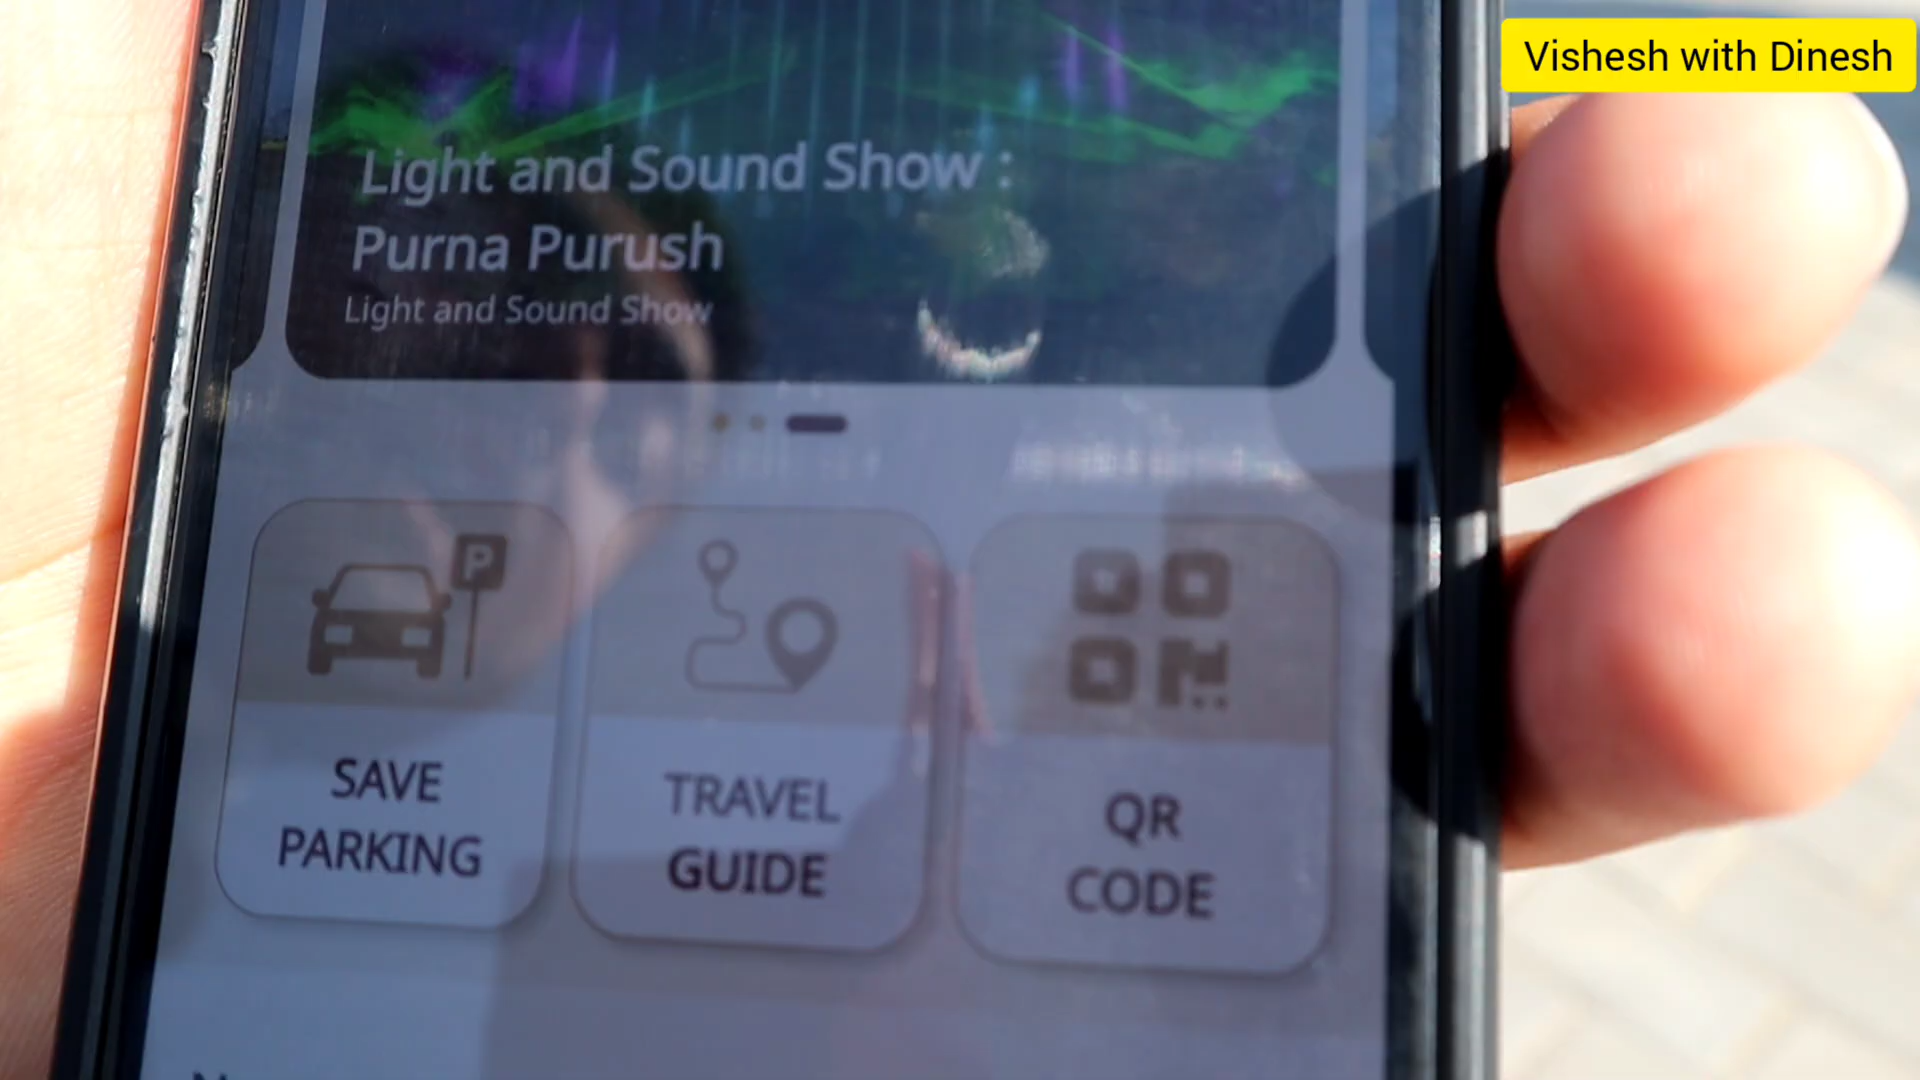 Vishesh with Dinesh
Light and Sound Show :
Purna Purush
Light and Sound Show
P
SAVE
PARKING
TRAVEL
GUIDE
QR
CODE